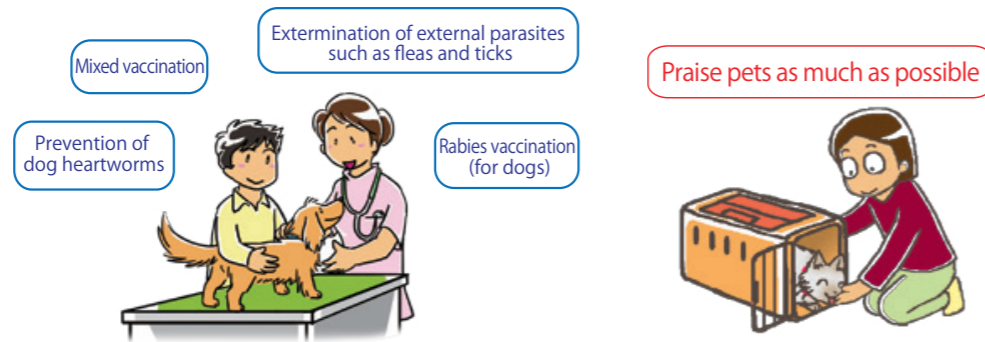 Mixed vaccination
Extermination of external parasites
such as fleas and ticks
Prevention of
dog heartworms
Rabies vaccination
(for dogs)
Praise pets as much as possible